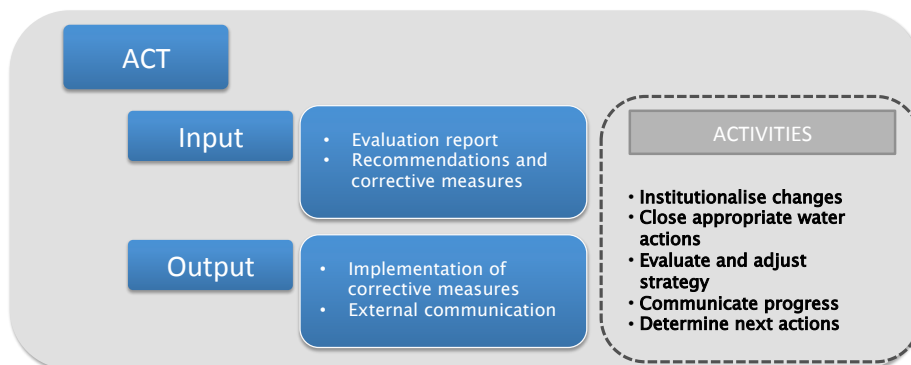 ACT
Input
• Evaluation report
• Recommendations and
corrective measures
Output
• Implementation of
corrective measures
• External communication
ACTIVITIES
• Institutionalise changes
• Close appropriate water
actions
• Evaluate and adjust
strategy
• Communicate progress
• Determine next actions